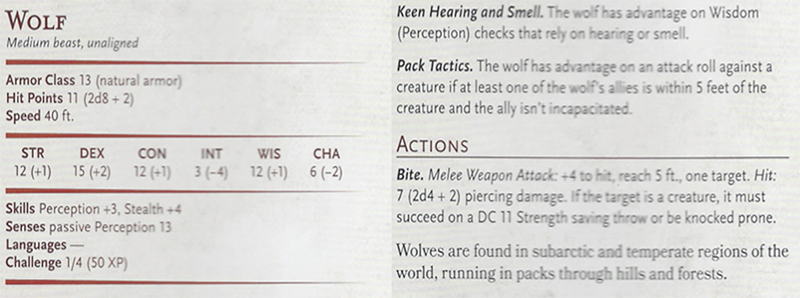 WOLF
Medium beast, unaligned
Armor Class 13 (natural armor)
Hit Points 11 (2d8 + 2)
Speed 40 ft.
STR DEX CON INT WIS CHA
12 (+1) 15 (+2) 12 (+1) 3 (−4) 12 (+1) 6 (−2)
Skills Perception +3, Stealth +4
Senses passive Perception 13
Languages —
Challenge 1/4 (50 XP)
Keen Hearing and Smell. The wolf has advantage on Wisdom
(Perception) checks that rely on hearing or smell.
Pack Tactics. The wolf has advantage on an attack roll against a
creature if at least one of the wolf's allies is within 5 feet of the
creature and the ally isn't incapacitated.
ACTIONS
Bite. Melee Weapon Attack: +4 to hit, reach 5 ft., one target. Hit:
7 (2d4 + 2) piercing damage. If the target is a creature, it must
succeed on a DC 11 Strength saving throw or be knocked prone.
Wolves are found in subarctic and temperate regions of the
world, running in packs through hills and forests.